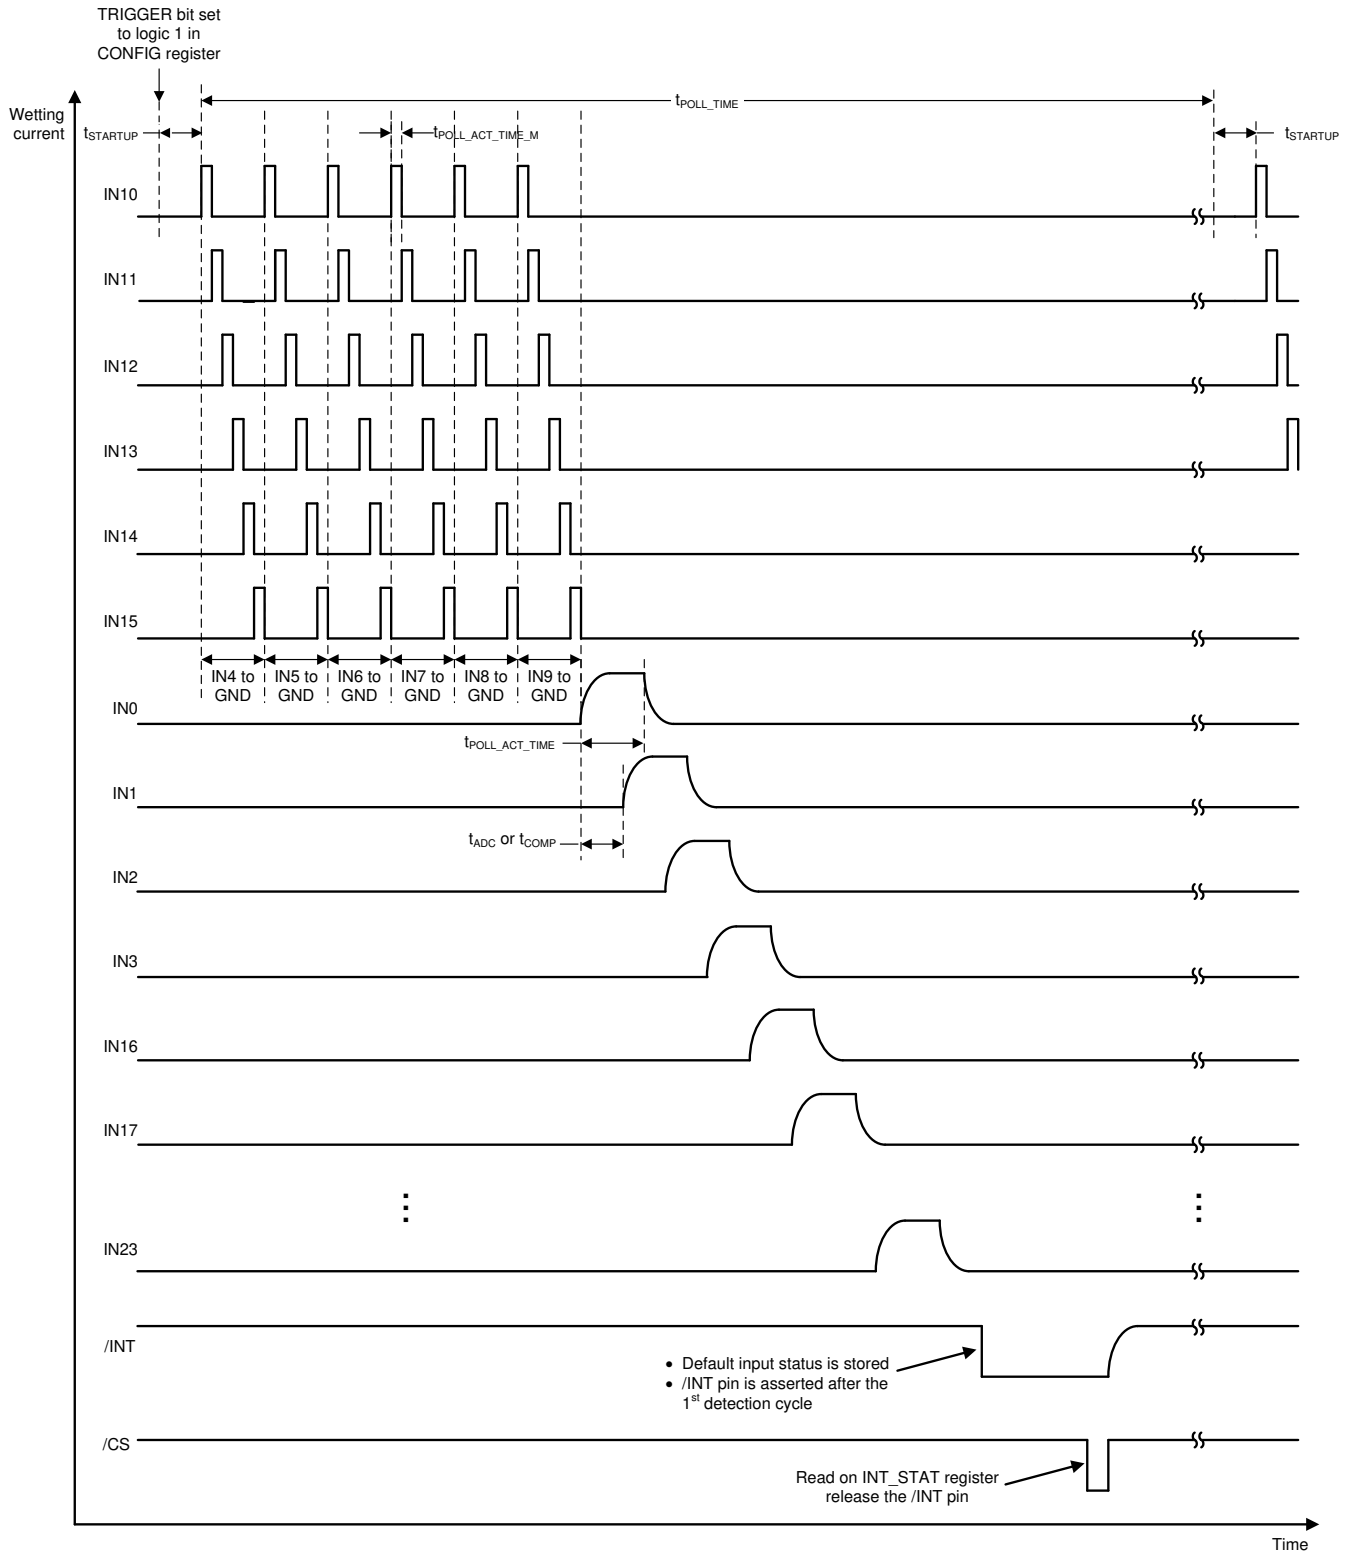 TRIGGER bit set
to logic 1 in
CONFIG register
Wetting
current
tPOLL_TIME
tSTARTUP
tPOLL_ACT_TIME_M
tSTARTUP
IN10
IN11
IN12
IN13
IN14
IN15
IN4 to
GND
IN5 to
GND
IN6 to
GND
IN7 to
GND
IN8 to
GND
IN9 to
GND
IN0
tPOLL_ACT_TIME
IN1
tADC or tCOMP
IN2
IN3
IN16
IN17
IN23
/INT
• Default input status is stored
• /INT pin is asserted after the
1st detection cycle
/CS
Read on INT_STAT register
release the /INT pin
Time